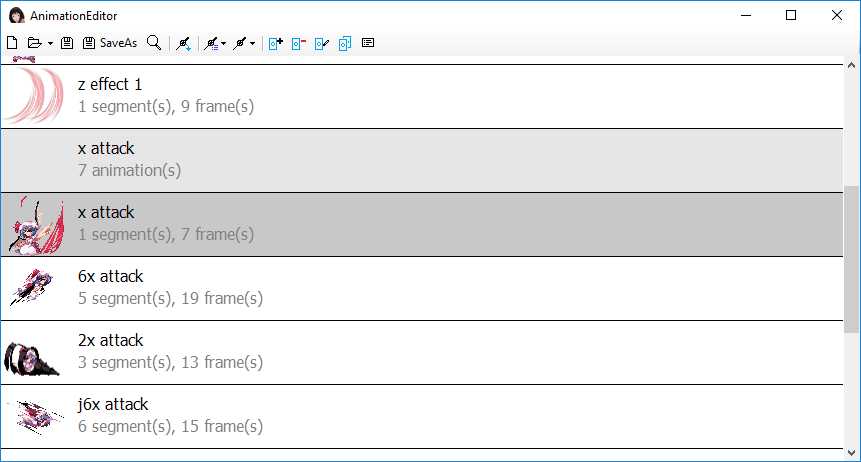 AnimationEditor
SaveAs
z effect 1
1 segment(s), 9 frame(s)
x attack
7 animation(s)
x attack
1 segment(s), 7 frame(s)
6x attack
5 segment(s), 19 frame(s)
2x attack
3 segment(s), 13 frame(s)
j6x attack
6 segment(s), 15 frame(s)